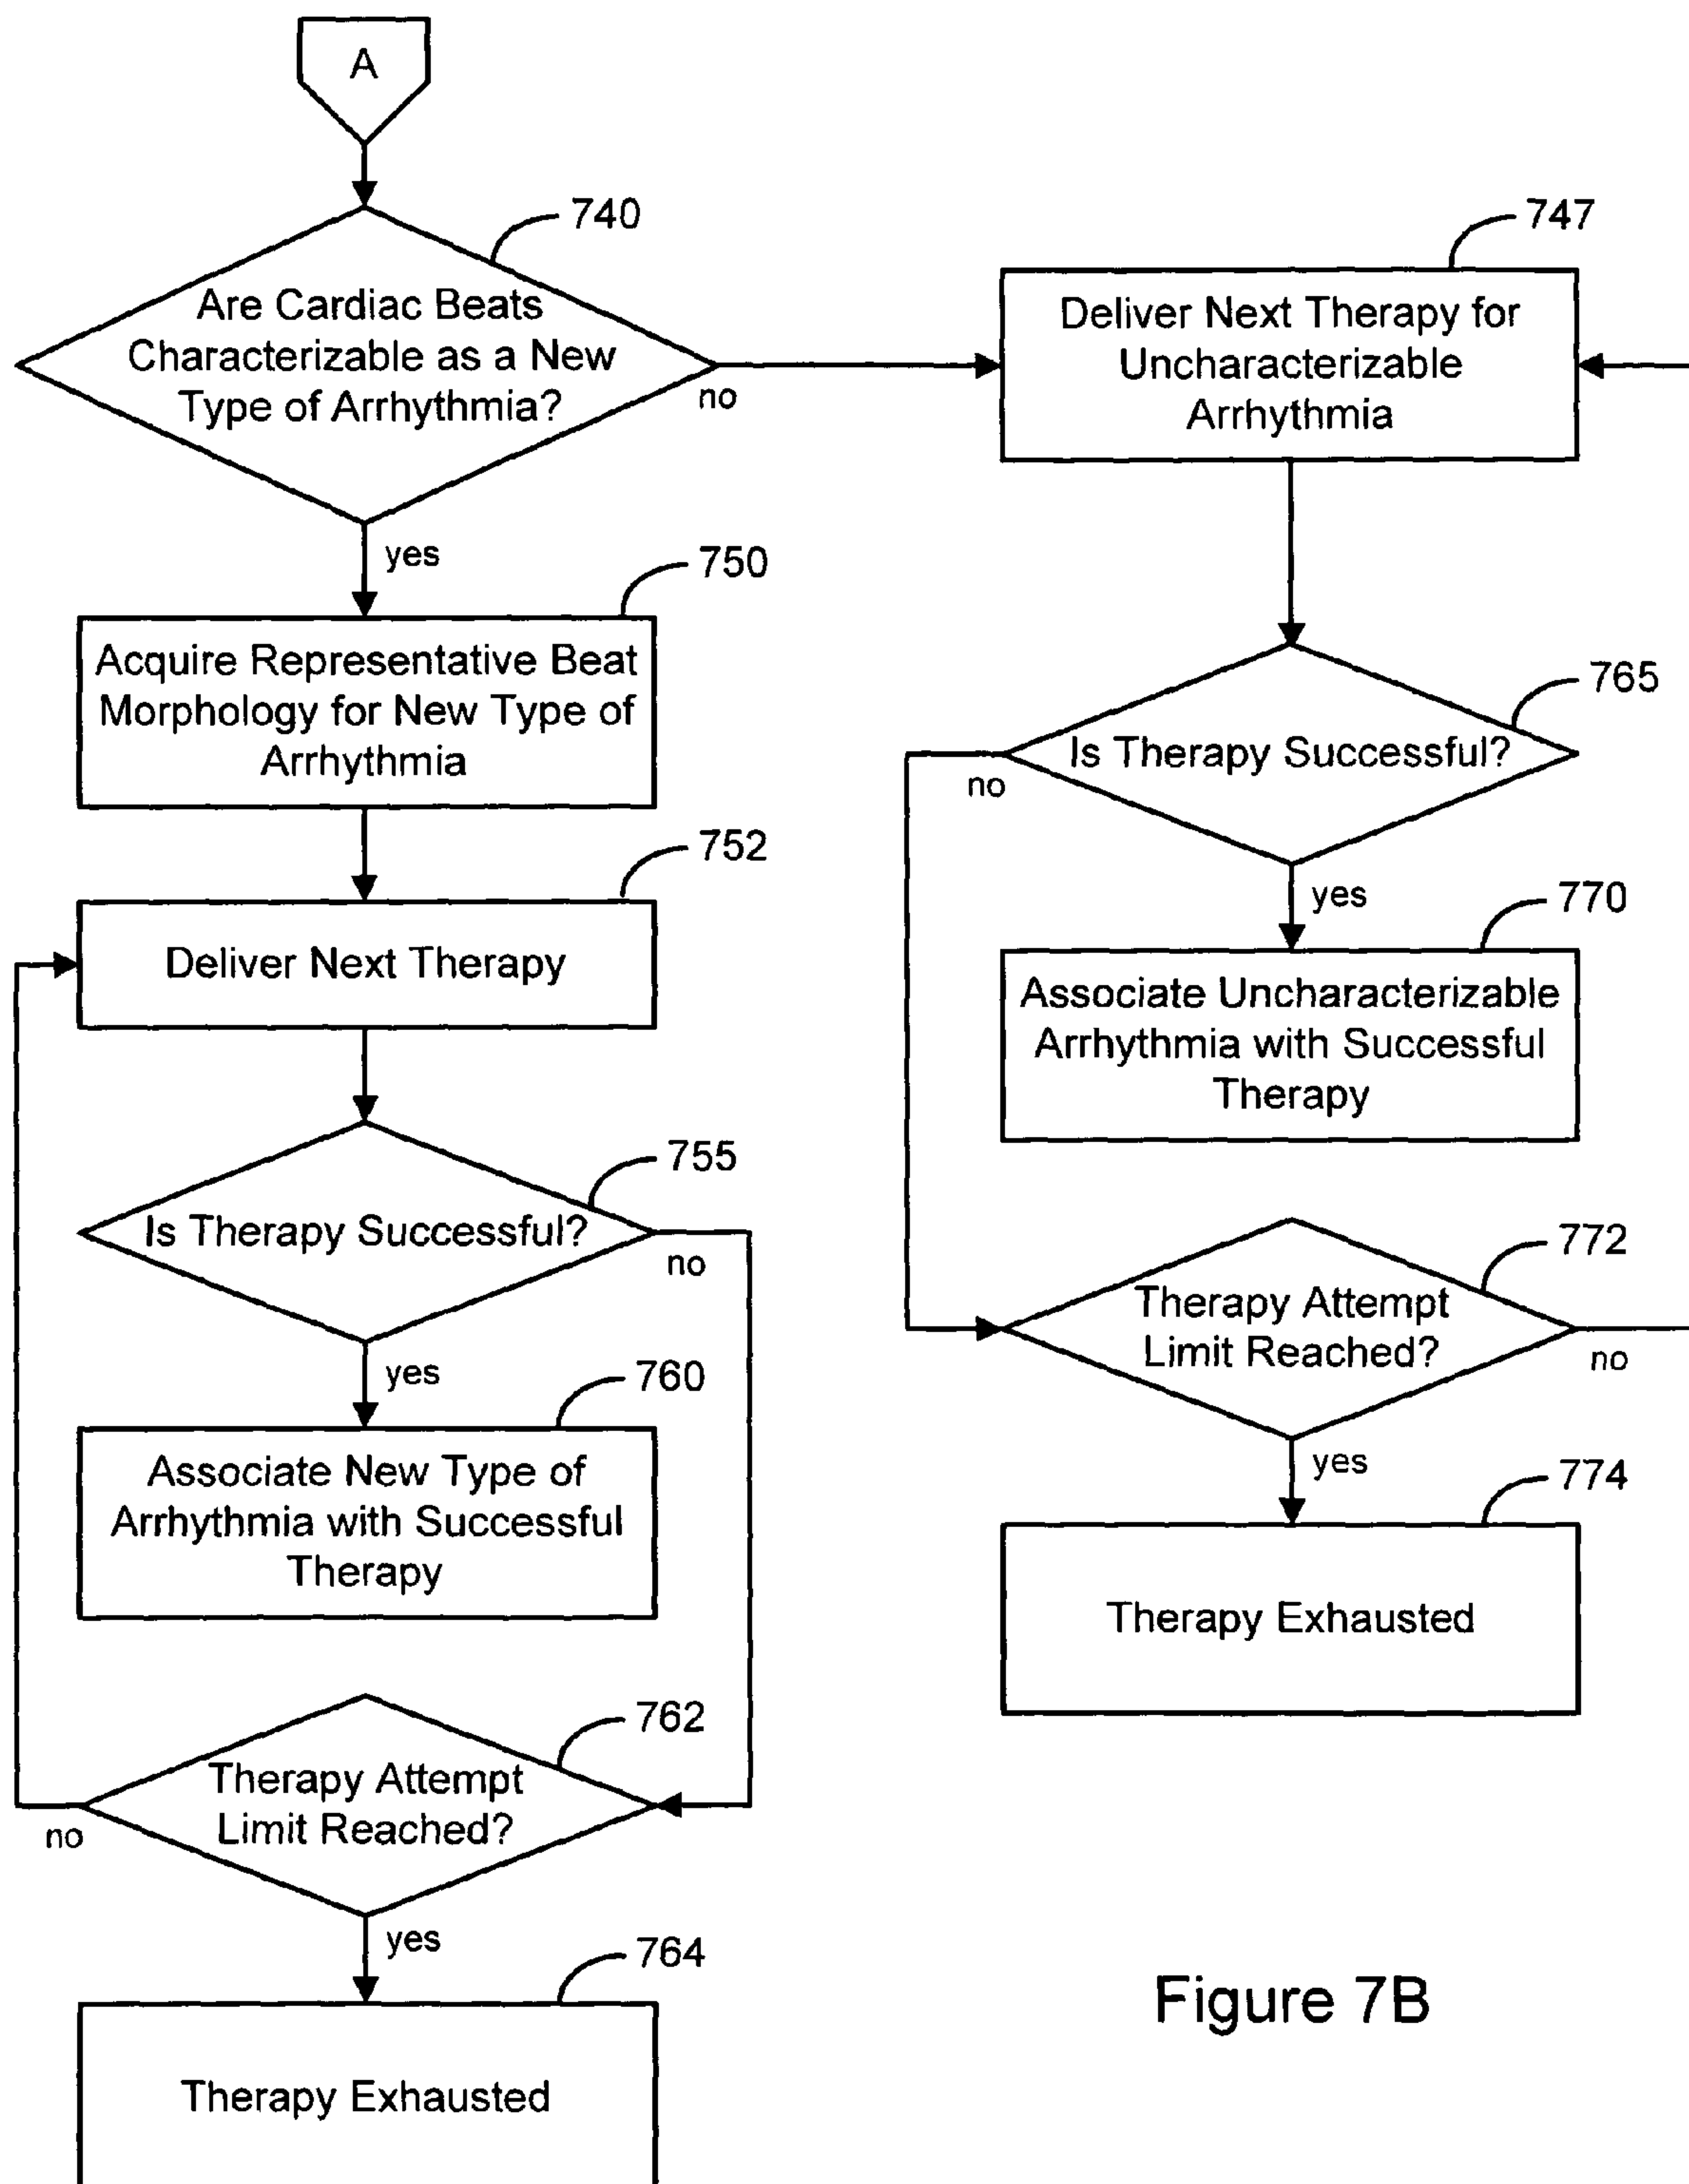 A
740
Are Cardiac Beats
Characterizable as a New
Type of Arrhythmia?
no
yes
747
Deliver Next Therapy for
Uncharacterizable
Arrhythmia
750
Acquire Representative Beat
Morphology for New Type of
Arrhythmia
752
Deliver Next Therapy
755
Is Therapy Successful?
no
yes
760
Associate New Type of
Arrhythmia with Successful
Therapy
762
Therapy Attempt
Limit Reached?
no
yes
764
Therapy Exhausted
765
Is Therapy Successful?
no
yes
770
Associate Uncharacterizable
Arrhythmia with Successful
Therapy
772
Therapy Attempt
Limit Reached?
no
yes
774
Therapy Exhausted
Figure 7B